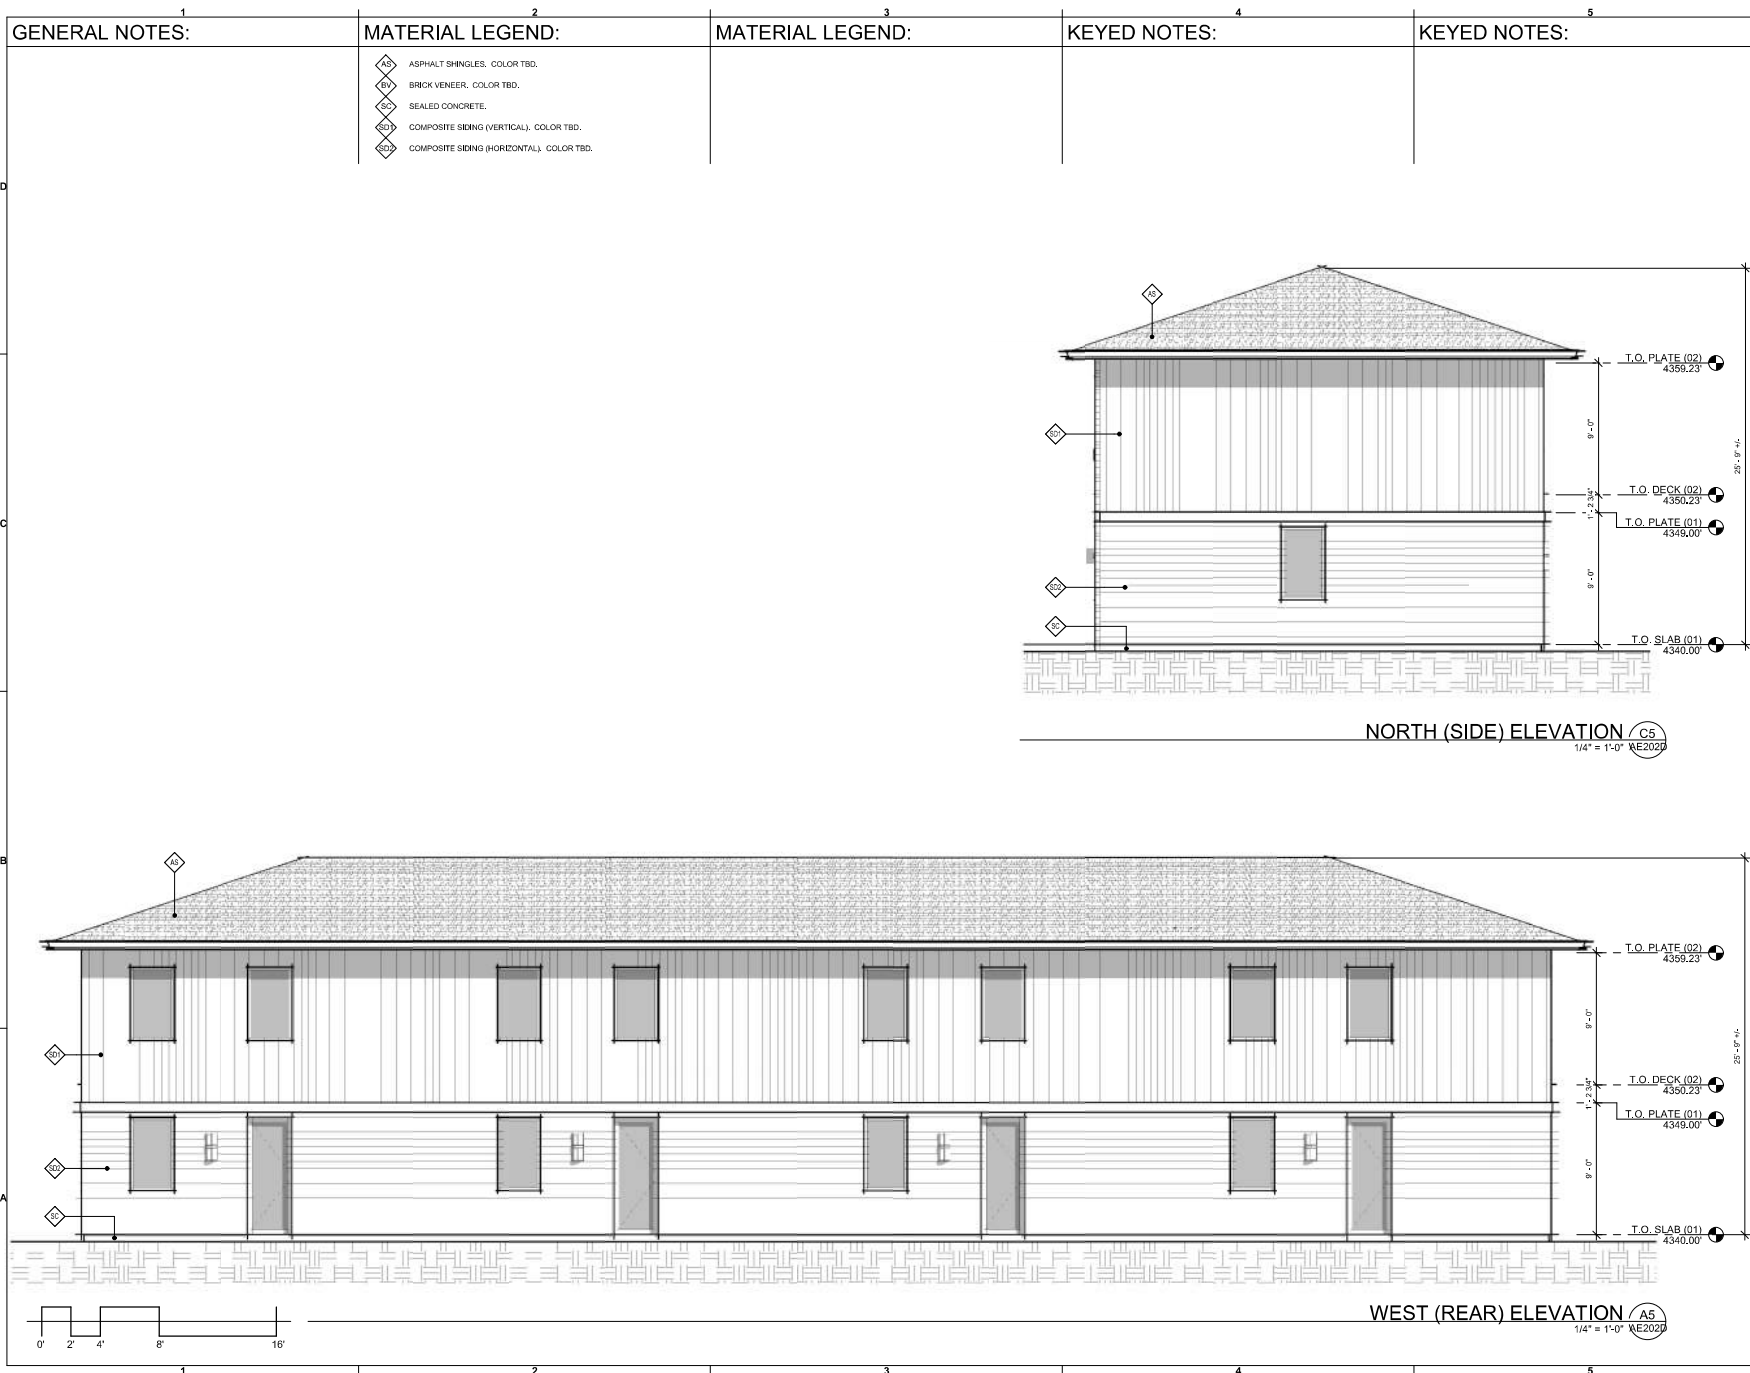 1 2 3 4 5
GENERAL NOTES: MATERIAL LEGEND: MATERIAL LEGEND: KEYED NOTES: KEYED NOTES:
AS ASPHALT SHINGLES. COLOR TBD.
BV BRICK VENEER. COLOR TBD.
SC SEALED CONCRETE.
SD1 COMPOSITE SIDING (VERTICAL). COLOR TBD.
SD2 COMPOSITE SIDING (HORIZONTAL). COLOR TBD.
D
AS
T.O. PLATE (02)
4359.23'
SD1
9' - 0"
25' - 9" +/-
T.O. DECK (02)
4350.23'
1' - 2 3/4"
C
T.O. PLATE (01)
4349.00'
SD2
9' - 0"
SC
T.O. SLAB (01)
4340.00'
NORTH (SIDE) ELEVATION C5
1/4" = 1'-0" AE202D
B
AS
T.O. PLATE (02)
4359.23'
9' - 0"
25' - 9" +/-
SD1
T.O. DECK (02)
4350.23'
1' - 2 3/4"
T.O. PLATE (01)
4349.00'
SD2
9' - 0"
A
SC
T.O. SLAB (01)
4340.00'
WEST (REAR) ELEVATION A5
1/4" = 1'-0" AE202D
0' 2' 4' 8' 16'
1 2 3 4 5